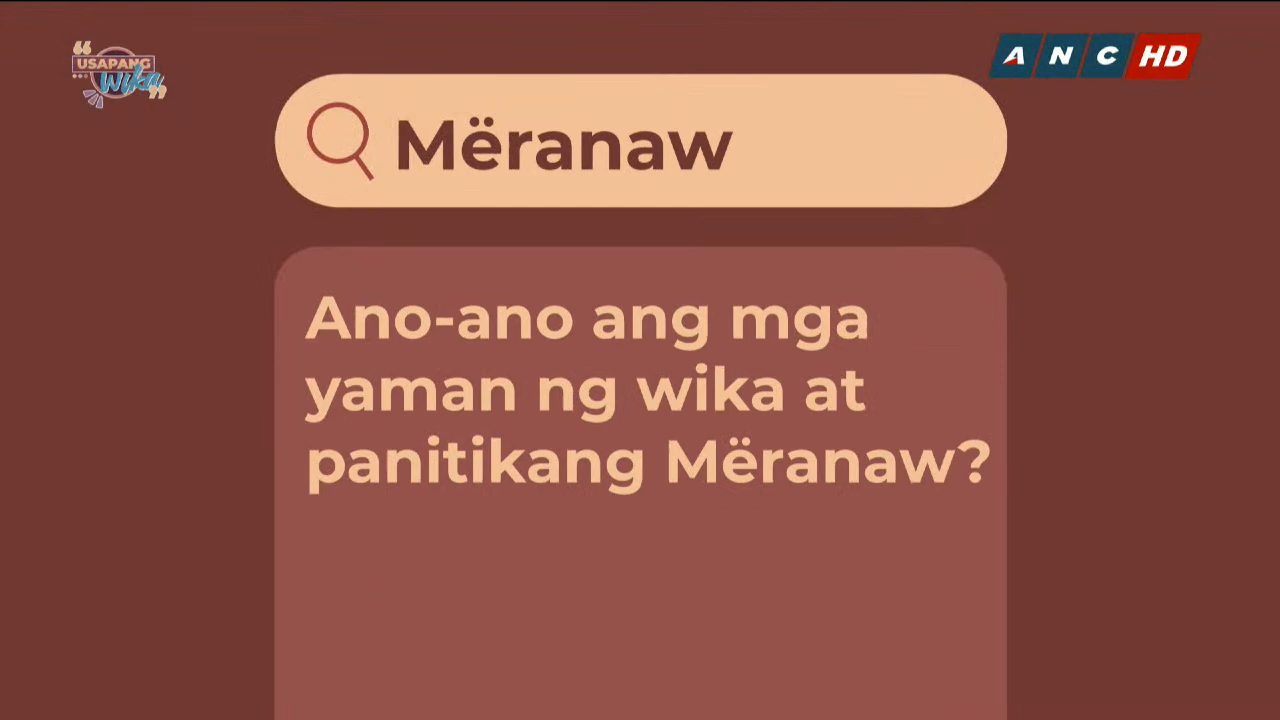 USAPANG
wika
ANC HD
Mëranaw
Ano-ano ang mga
yaman ng wika at
panitikang Mëranaw?